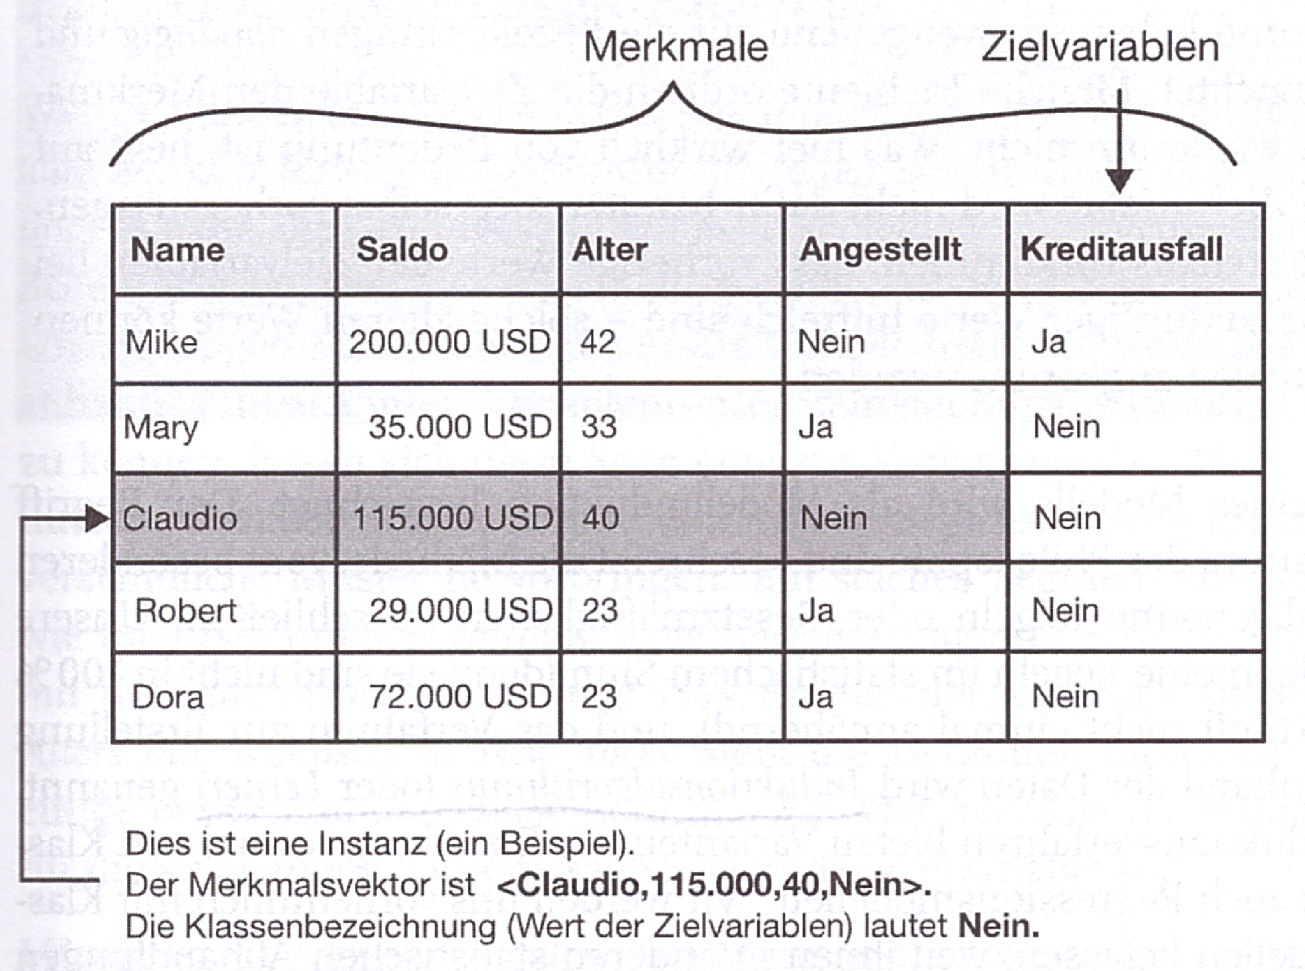 Merkmale Zielvariablen
Name Saldo Alter Angestellt Kreditausfall
Mike 200.000 USD 42 Nein Ja
Mary 35.000 USD 33 Ja Nein
Claudio 115.000 USD 40 Nein Nein
Robert 29.000 USD 23 Ja Nein
Dora 72.000 USD 23 Ja Nein
Dies ist eine Instanz (ein Beispiel).
Der Merkmalsvektor ist <Claudio,115.000,40,Nein>.
Die Klassenbezeichnung (Wert der Zielvariablen) lautet Nein.